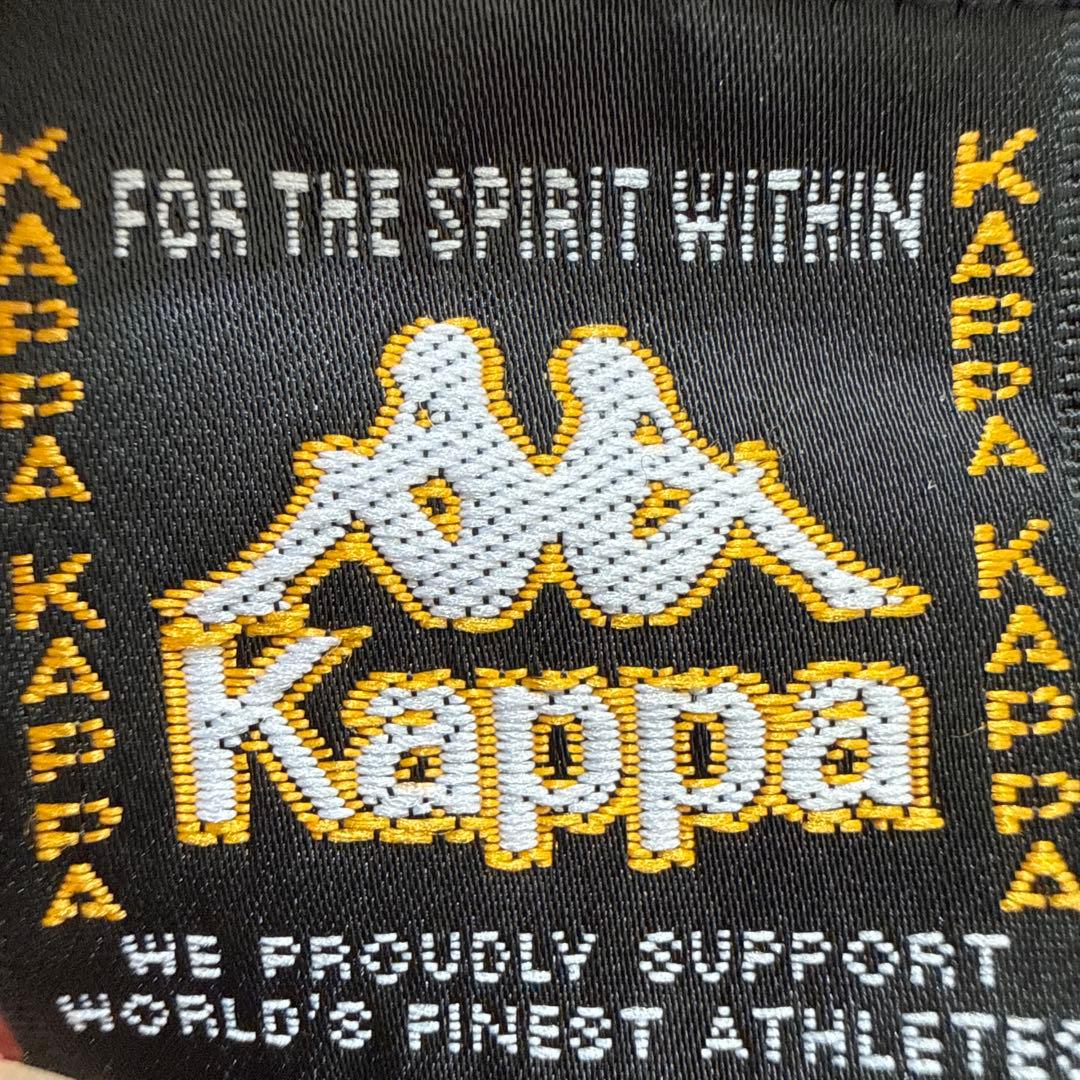 FOR THE SPIRIT WITHIN
KAPPA KAPPA
Kappa
KAPPA KAPPA
WE PROUDLY SUPPORT
WORLD'S FINEST ATHLETES